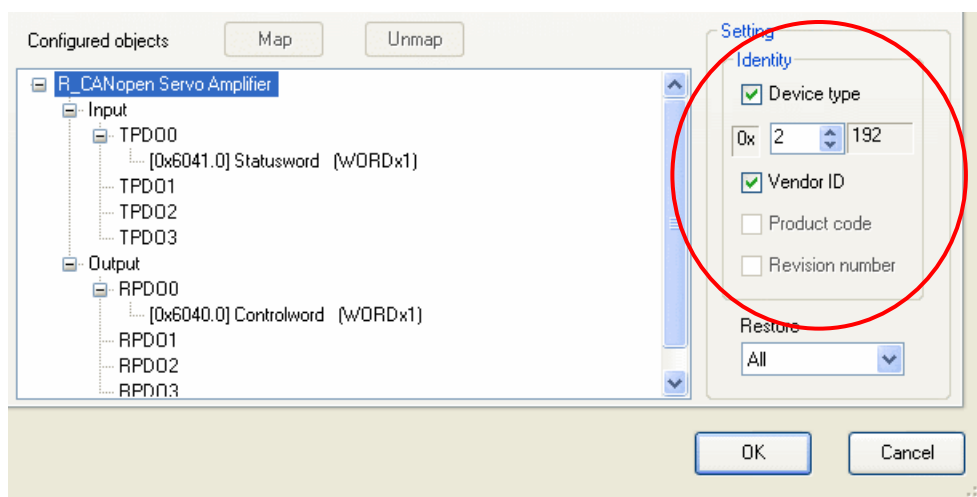 Configured objects
Map
Unmap
R_CANopen Servo Amplifier
Input
TPDO0
[0x6041.0] Statusword (WORDx1)
TPDO1
TPDO2
TPDO3
Output
RPDO0
[0x6040.0] Controlword (WORDx1)
RPDO1
RPDO2
RPDO3
Setting
Identity
Device type
0x 2 192
Vendor ID
Product code
Revision number
Restore
All
OK
Cancel